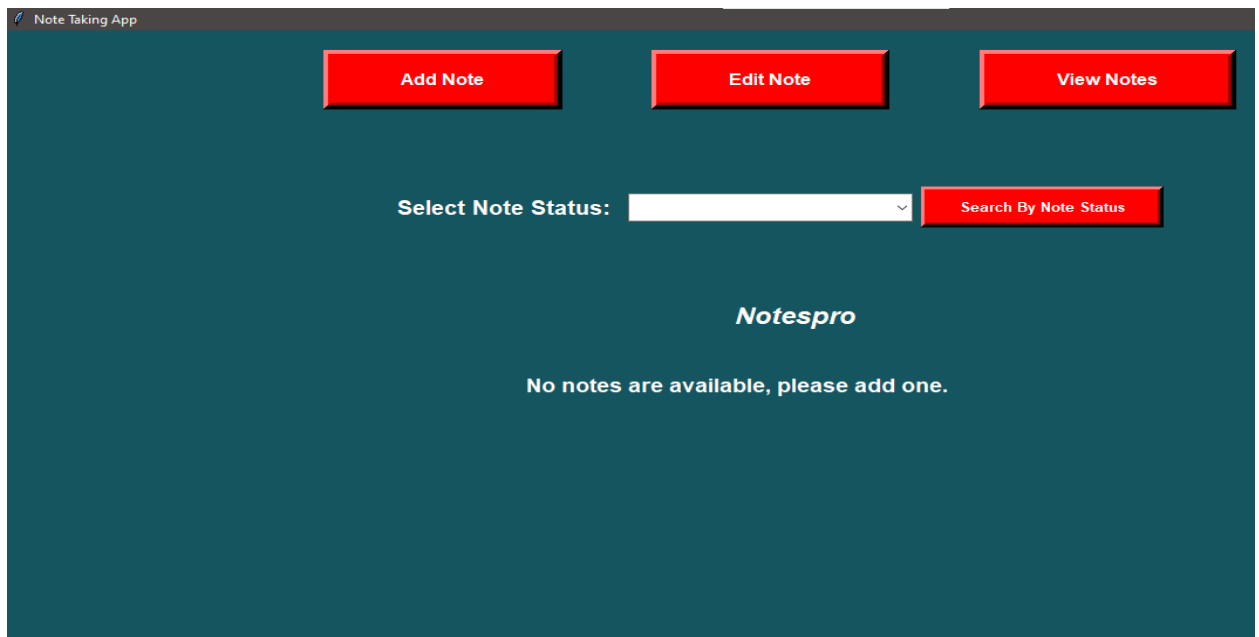 Note Taking App
Add Note Edit Note View Notes
Select Note Status: Search By Note Status
Notespro
No notes are available, please add one.